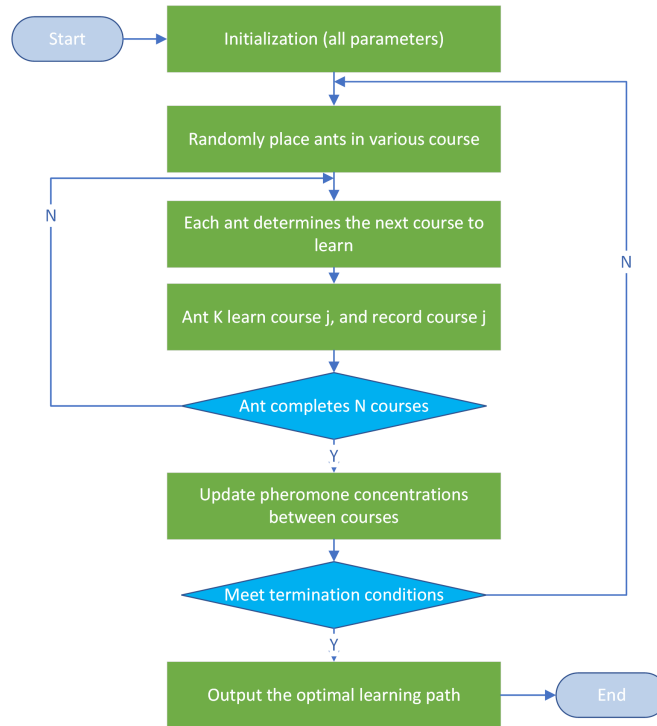 Start
Initialization (all parameters)
Randomly place ants in various course
N
Each ant determines the next course to
learn
N
Ant K learn course j, and record course j
Ant completes N courses
Y
Update pheromone concentrations
between courses
Meet termination conditions
Y
Output the optimal learning path
End